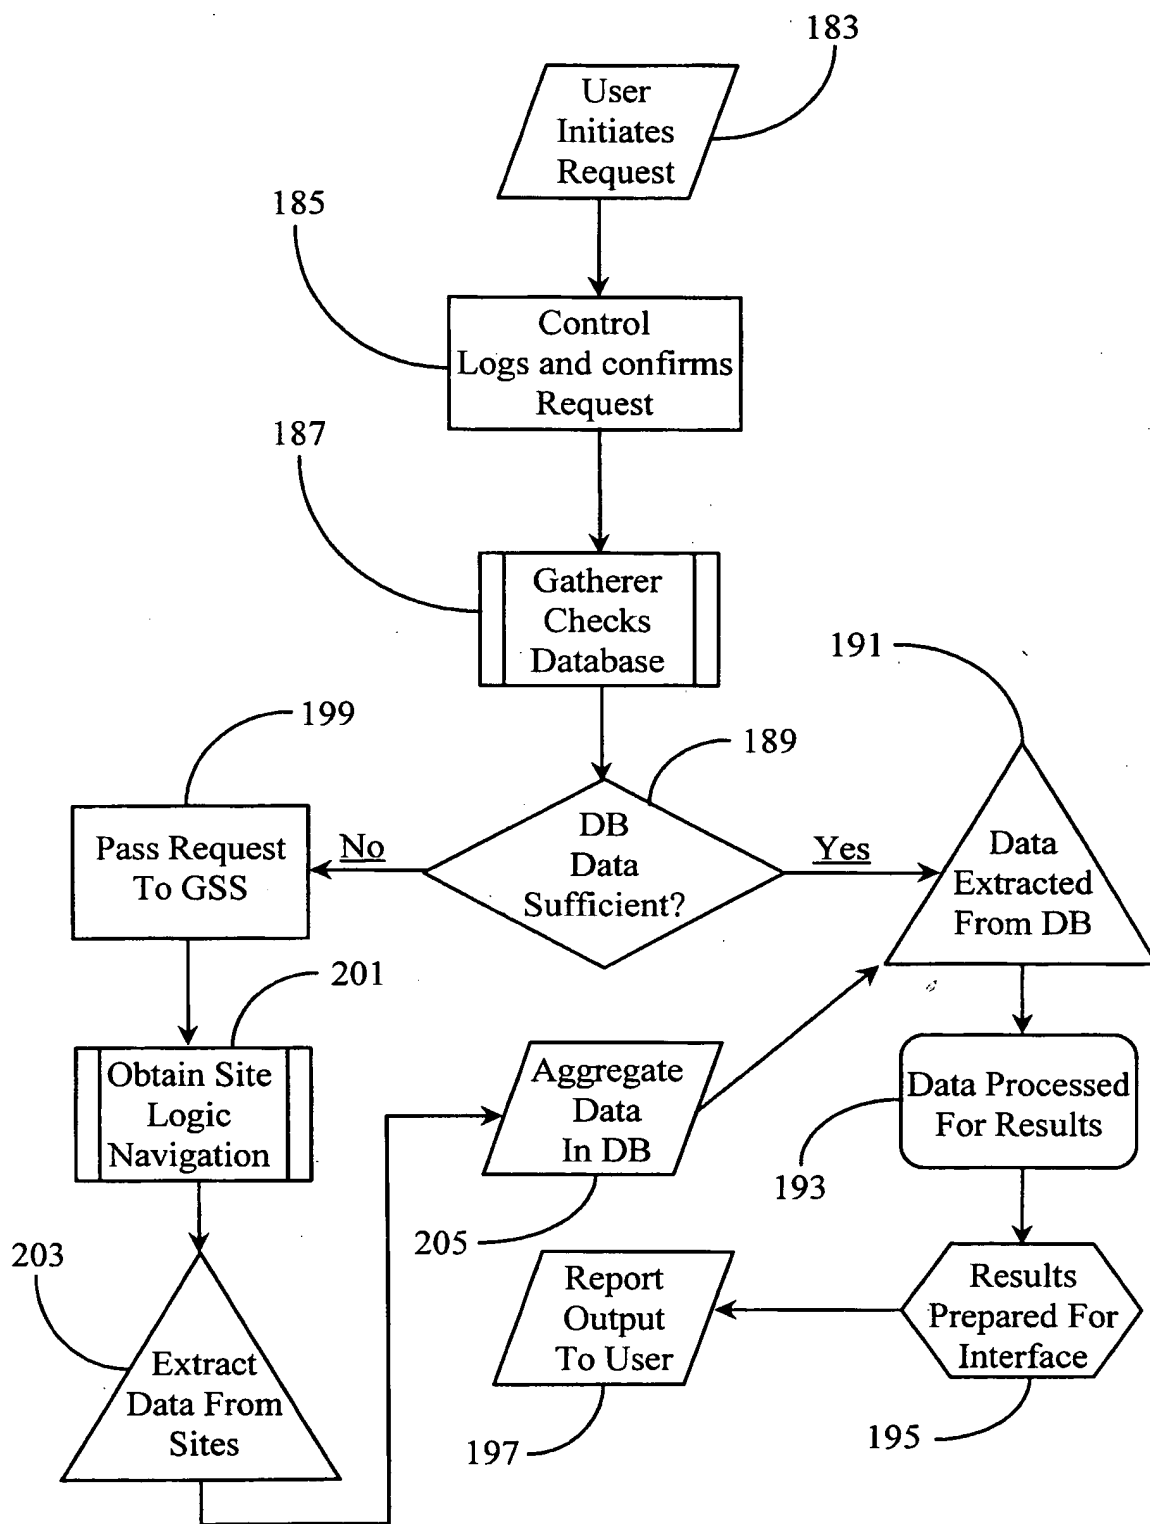 183
User
Initiates
Request
185
Control
Logs and confirms
Request
187
Gatherer
Checks
Database
191
199
189
Pass Request
To GSS
No
DB
Data
Sufficient?
Yes
Data
Extracted
From DB
201
Obtain Site
Logic
Navigation
Aggregate
Data
In DB
Data Processed
For Results
193
203
205
Extract
Data From
Sites
Report
Output
To User
Results
Prepared For
Interface
197
195